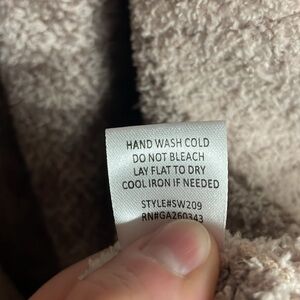 HAND WASH COLD
DO NOT BLEACH
LAY FLAT TO DRY
COOL IRON IF NEEDED
STYLE#SW209
RN#GA260343